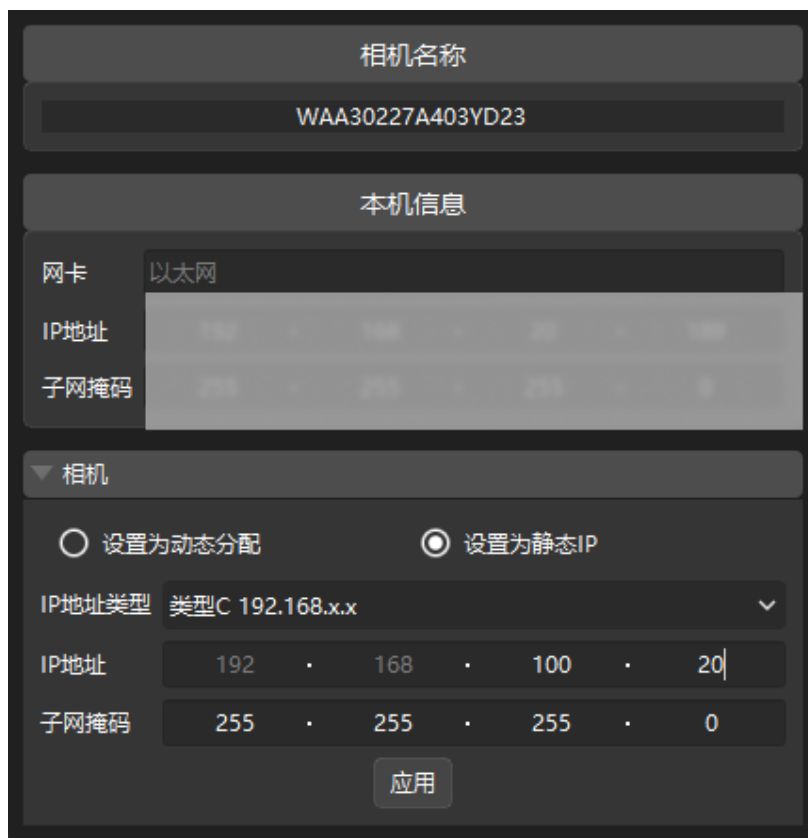 相机名称
WAA30227A403YD23
本机信息
网卡 以太网
IP地址
子网掩码
相机
设置为动态分配 设置为静态IP
IP地址类型 类型C 192.168.x.x
IP地址 192 . 168 . 100 . 20
子网掩码 255 . 255 . 255 . 0
应用